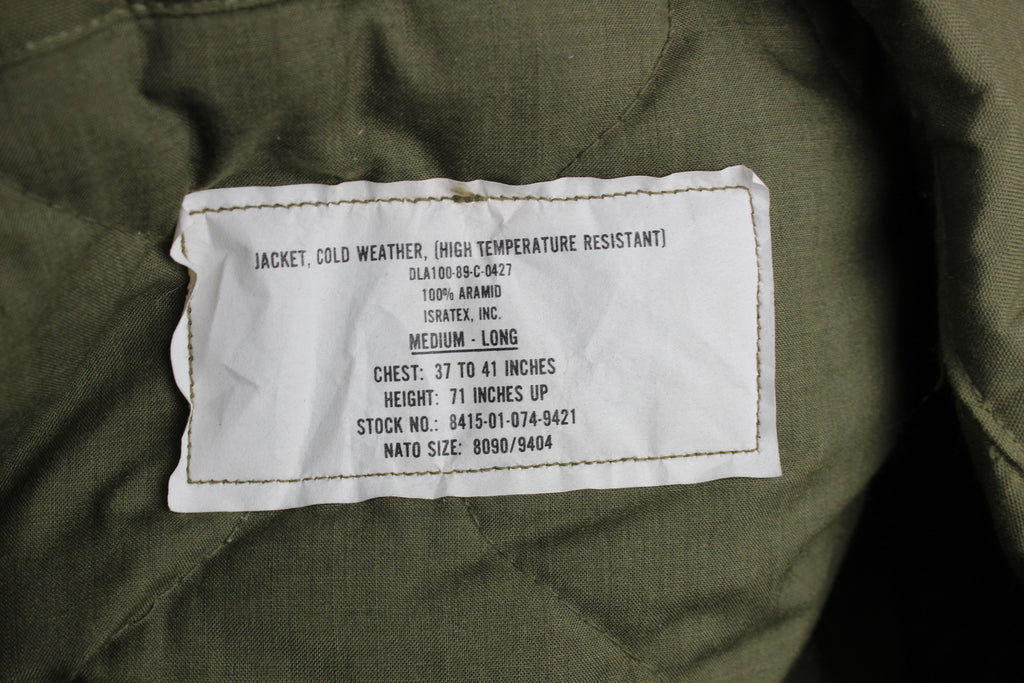 JACKET, COLD WEATHER, (HIGH TEMPERATURE RESISTANT)
DLA100-89-C-0427
100% ARAMID
ISRATEX, INC.
MEDIUM - LONG
CHEST: 37 TO 41 INCHES
HEIGHT: 71 INCHES UP
STOCK NO.: 8415-01-074-9421
NATO SIZE: 8090/9404